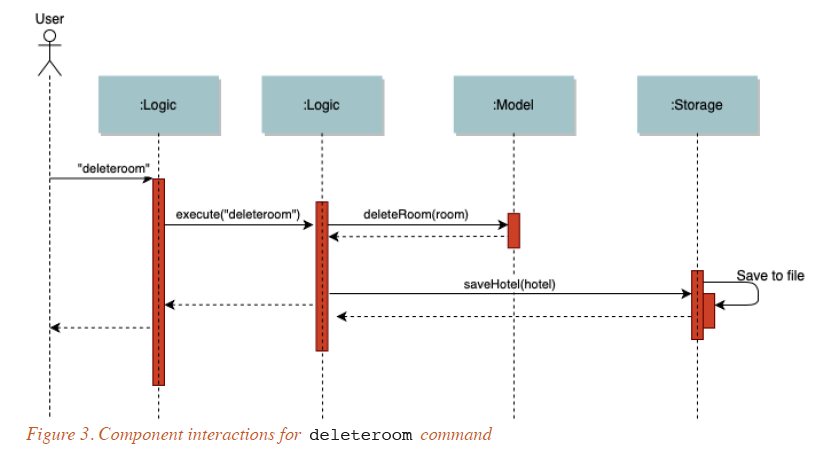 User
:Logic
:Logic
:Model
:Storage
"deleteroom"
execute("deleteroom")
deleteRoom(room)
Save to file
saveHotel(hotel)
Figure 3. Component interactions for deleteroom command